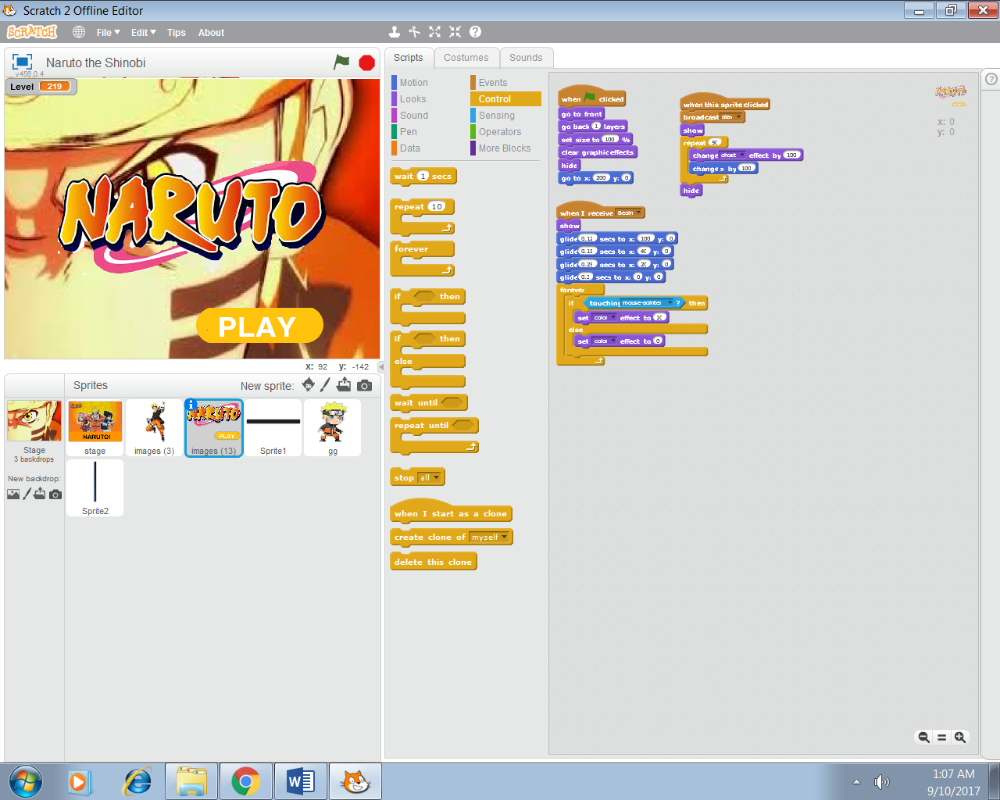 Scratch 2 Offline Editor
SCRATCH File Edit Tips About
Naruto the Shinobi
v456.0.4
Level 219
NARUTO
PLAY
x: 92 y: -142
Sprites New sprite:
Stage
3 backdrops
New backdrop:
NARUTO!
stage
images (3)
NARUTO
PLAY
images (13)
Sprite1
gg
Sprite2
Scripts Costumes Sounds
Motion Events
Looks Control
Sound Sensing
Pen Operators
Data More Blocks
wait 1 secs
repeat 10
forever
if then
if then
else
wait until
repeat until
stop all
when I start as a clone
create clone of myself
delete this clone
when clicked
go to front
go back 1 layers
set size to 100 %
clear graphic effects
hide
go to x: 200 y: 0
when this sprite clicked
broadcast play
show
repeat 50
change ghost effect by 100
change x by 100
hide
when I receive Begin
show
glide 0.12 secs to x: 100 y: 0
glide 0.15 secs to x: 40 y: 0
glide 0.25 secs to x: 20 y: 0
glide 0.3 secs to x: 0 y: 0
forever
if touching mouse-pointer ? then
set color effect to 10
else
set color effect to 0
NARUTO
x: 0
y: 0
1:07 AM
9/10/2017